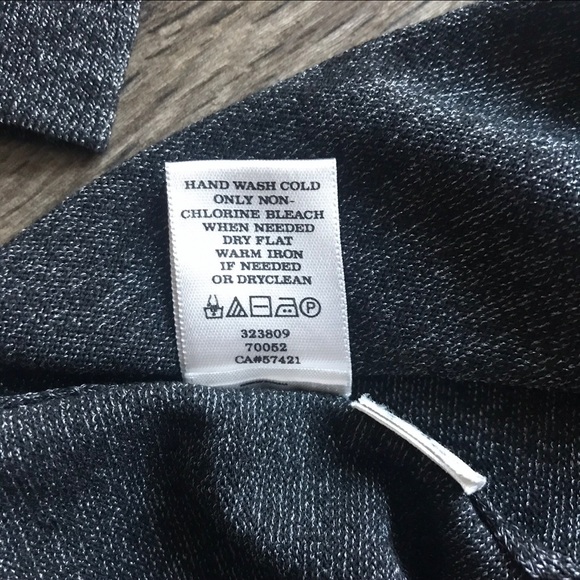 HAND WASH COLD
ONLY NON-
CHLORINE BLEACH
WHEN NEEDED
DRY FLAT
WARM IRON
IF NEEDED
OR DRYCLEAN
P
323809
70052
CA#57421